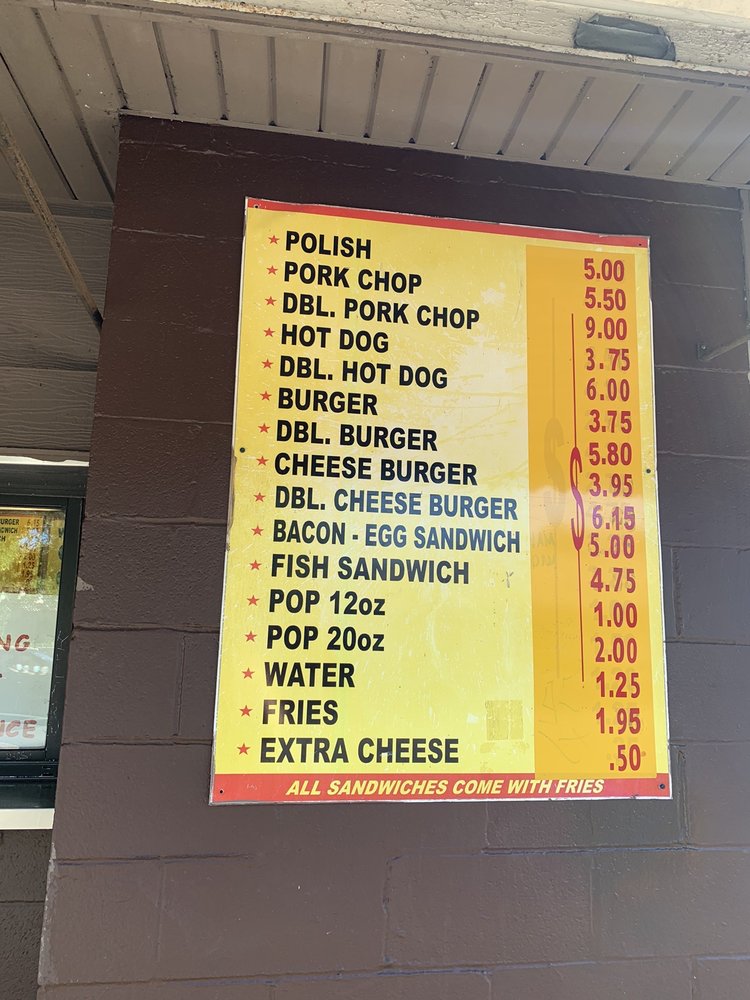 ★ POLISH 5.00
★ PORK CHOP 5.50
★ DBL. PORK CHOP 9.00
★ HOT DOG 3.75
★ DBL. HOT DOG 6.00
★ BURGER 3.75
★ DBL. BURGER 5.80
★ CHEESE BURGER 3.95
★ DBL. CHEESE BURGER 6.15
★ BACON - EGG SANDWICH 5.00
★ FISH SANDWICH 4.75
★ POP 12oz 1.00
★ POP 20oz 2.00
★ WATER 1.25
★ FRIES 1.95
★ EXTRA CHEESE .50
$
ALL SANDWICHES COME WITH FRIES